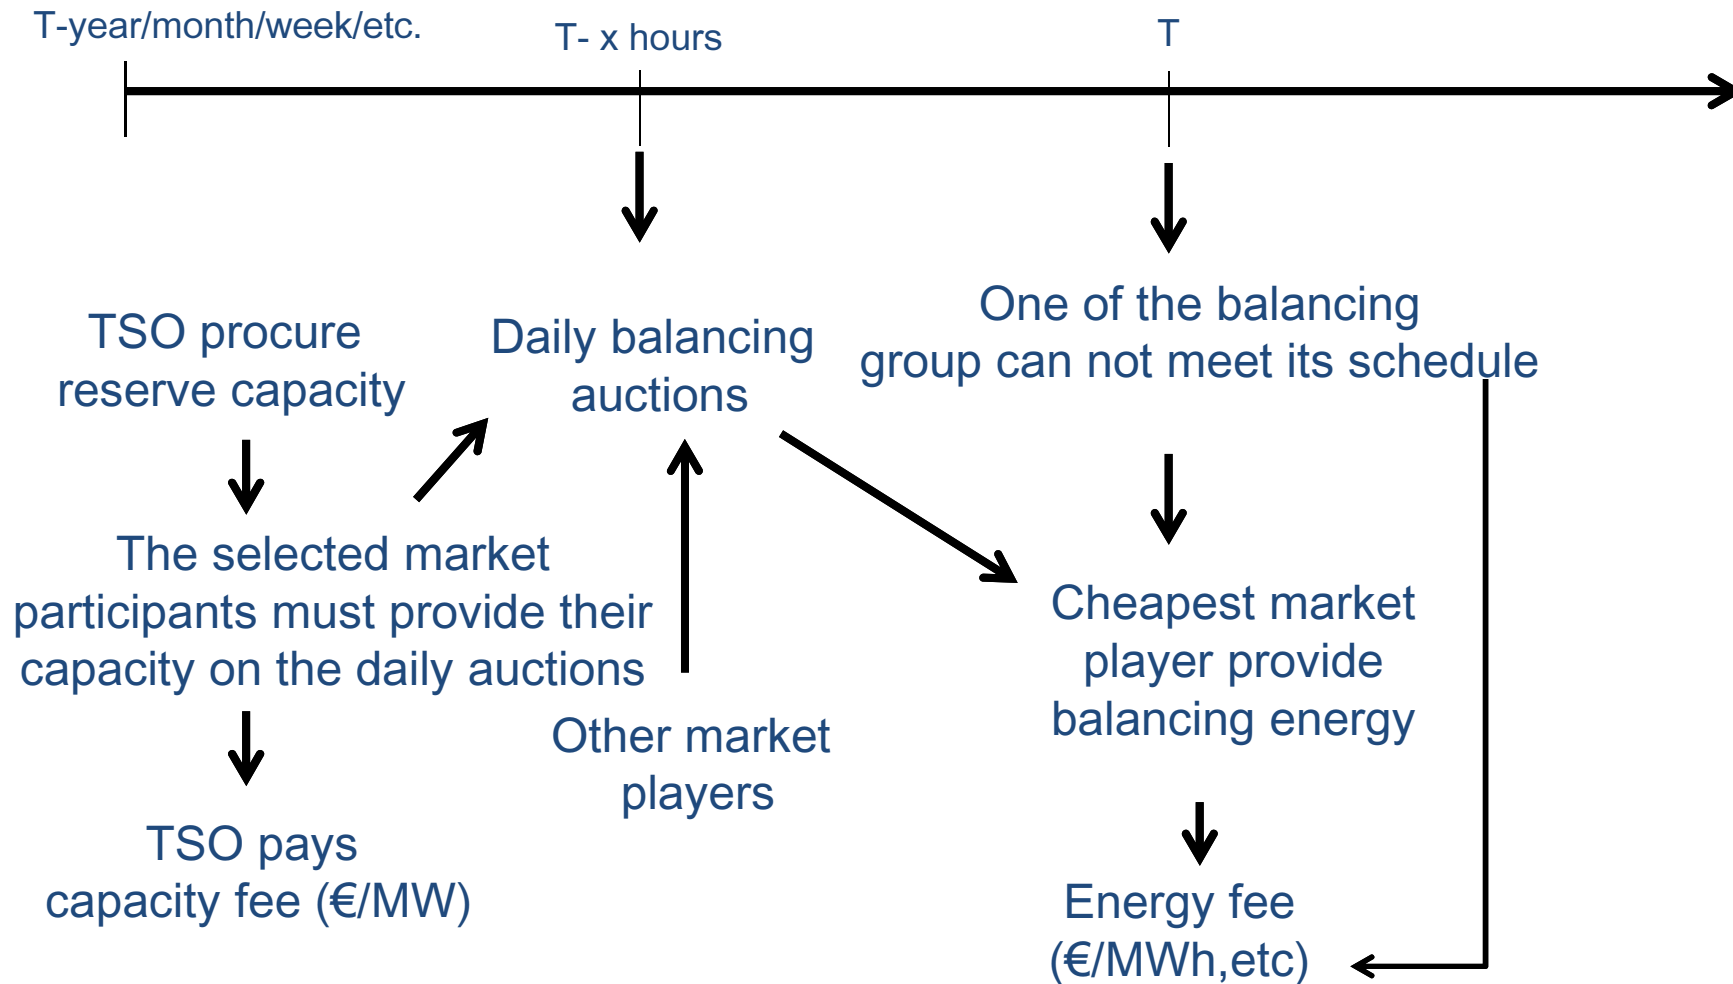 T-year/month/week/etc.
T- x hours
T
TSO procure
reserve capacity
Daily balancing
auctions
One of the balancing
group can not meet its schedule
The selected market
participants must provide their
capacity on the daily auctions
Other market
players
Cheapest market
player provide
balancing energy
TSO pays
capacity fee (€/MW)
Energy fee
(€/MWh,etc)